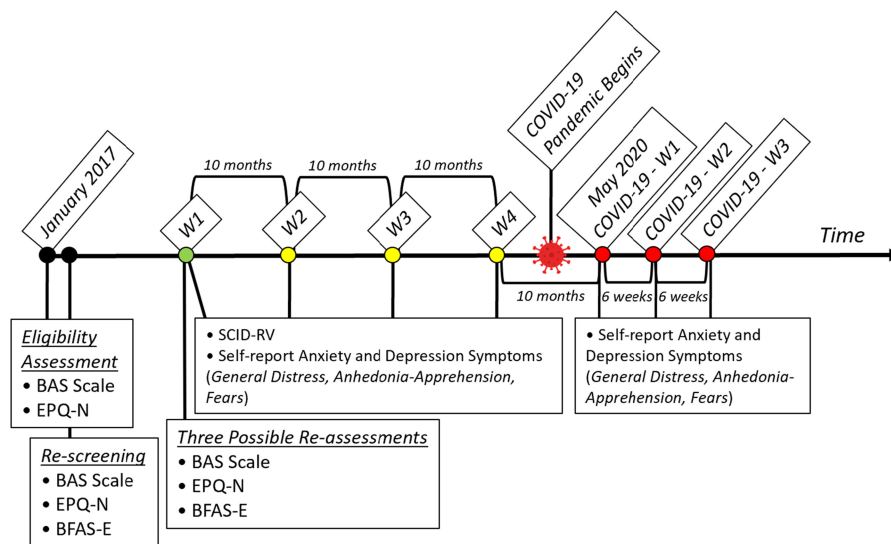 COVID-19
Pandemic Begins
January 2017
10 months
10 months
10 months
W1
W2
W3
W4
May 2020
COVID-19 - W1
COVID-19 - W2
COVID-19 - W3
Time
10 months
6 weeks
6 weeks
Eligibility
Assessment
• BAS Scale
• EPQ-N
Re-screening
• BAS Scale
• EPQ-N
• BFAS-E
• SCID-RV
• Self-report Anxiety and Depression Symptoms
(General Distress, Anhedonia-Apprehension,
Fears)
Three Possible Re-assessments
• BAS Scale
• EPQ-N
• BFAS-E
• Self-report Anxiety and
Depression Symptoms
(General Distress, Anhedonia-
Apprehension, Fears)